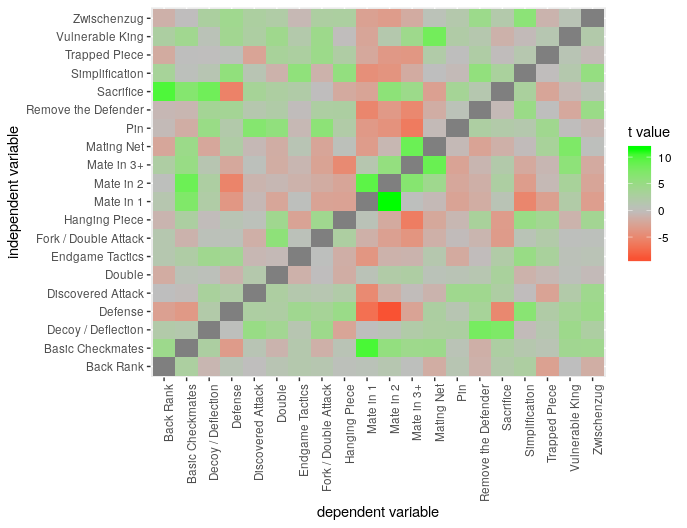 Zwischenzug
Vulnerable King
Trapped Piece
Simplification
Sacrifice
Remove the Defender
Pin
Mating Net
Mate in 3+
Mate in 2
Mate in 1
Hanging Piece
Fork / Double Attack
Endgame Tactics
Double
Discovered Attack
Defense
Decoy / Deflection
Basic Checkmates
Back Rank
independent variable
Back Rank
Basic Checkmates
Decoy / Deflection
Defense
Discovered Attack
Double
Endgame Tactics
Fork / Double Attack
Hanging Piece
Mate in 1
Mate in 2
Mate in 3+
Mating Net
Pin
Remove the Defender
Sacrifice
Simplification
Trapped Piece
Vulnerable King
Zwischenzug
dependent variable
t value
10
5
0
-5